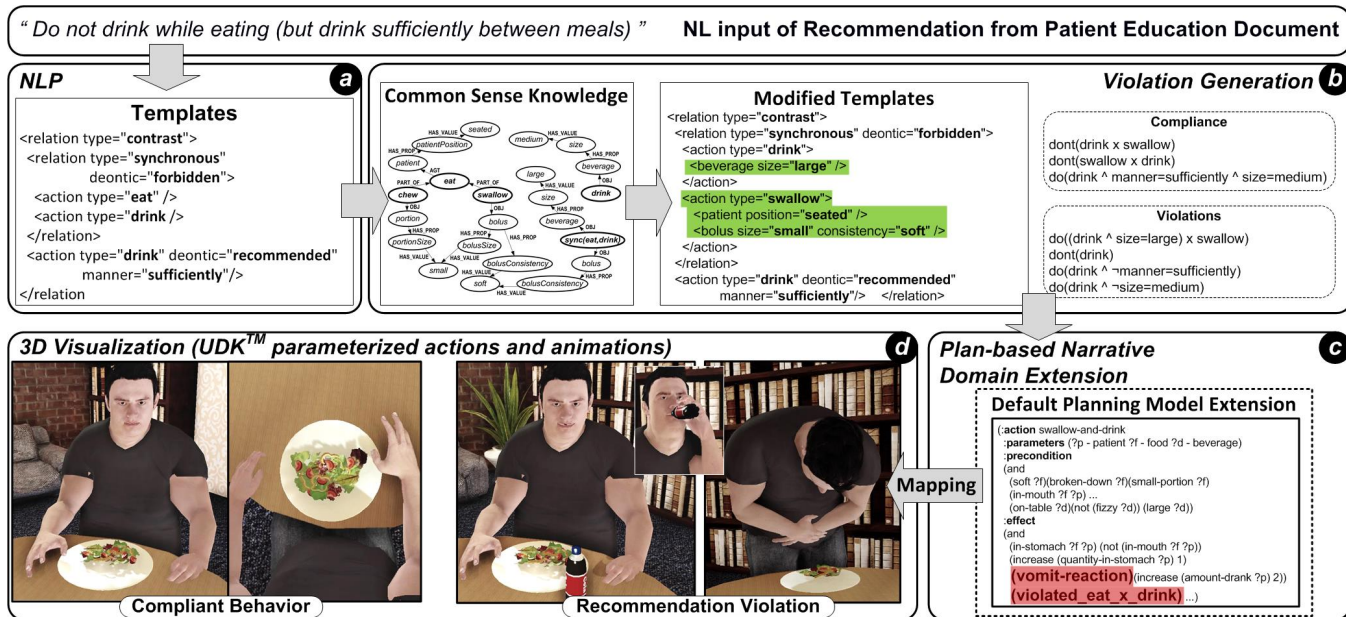 “ Do not drink while eating (but drink sufficiently between meals) ” NL input of Recommendation from Patient Education Document
NLP
a
Templates
<relation type="contrast">
<relation type="synchronous"
deontic="forbidden">
<action type="eat" />
<action type="drink />
</relation>
<action type="drink" deontic="recommended"
manner="sufficiently"/>
</relation
Violation Generation b
Common Sense Knowledge
seated
HAS_VALUE
patientPosition
HAS_PROP
patient
AGT
medium
HAS_VALUE
size
HAS_PROP
beverage
OBJ
drink
PART_OF
eat
PART_OF
chew
swallow
large
HAS_VALUE
size
HAS_PROP
beverage
OBJ
sync(eat,drink)
OBJ
bolus
HAS_PROP
bolusConsistency
HAS_VALUE
soft
OBJ
portion
HAS_PROP
portionSize
HAS_VALUE
small
OBJ
bolus
HAS_PROP
bolusSize
HAS_VALUE
HAS_PROP
bolusConsistency
HAS_VALUE
Modified Templates
<relation type="contrast">
<relation type="synchronous" deontic="forbidden">
<action type="drink">
<beverage size="large" />
</action>
<action type="swallow">
<patient position="seated" />
<bolus size="small" consistency="soft" />
</action>
</relation>
<action type="drink" deontic="recommended"
manner="sufficiently"/> </relation>
Compliance
dont(drink x swallow)
dont(swallow x drink)
do(drink ^ manner=sufficiently ^ size=medium)
Violations
do((drink ^ size=large) x swallow)
dont(drink)
do(drink ^ ¬manner=sufficiently)
do(drink ^ ¬size=medium)
3D Visualization (UDK™ parameterized actions and animations)
d
Compliant Behavior
Recommendation Violation
Mapping
Plan-based Narrative
Domain Extension
c
Default Planning Model Extension
(:action swallow-and-drink
:parameters (?p - patient ?f - food ?d - beverage)
:precondition
(and
(soft ?f)(broken-down ?f)(small-portion ?f)
(in-mouth ?f ?p) ...
(on-table ?d)(not (fizzy ?d)) (large ?d))
:effect
(and
(in-stomach ?f ?p) (not (in-mouth ?f ?p))
(increase (quantity-in-stomach ?p) 1)
(vomit-reaction)(increase (amount-drank ?p) 2))
(violated_eat_x_drink) ...)